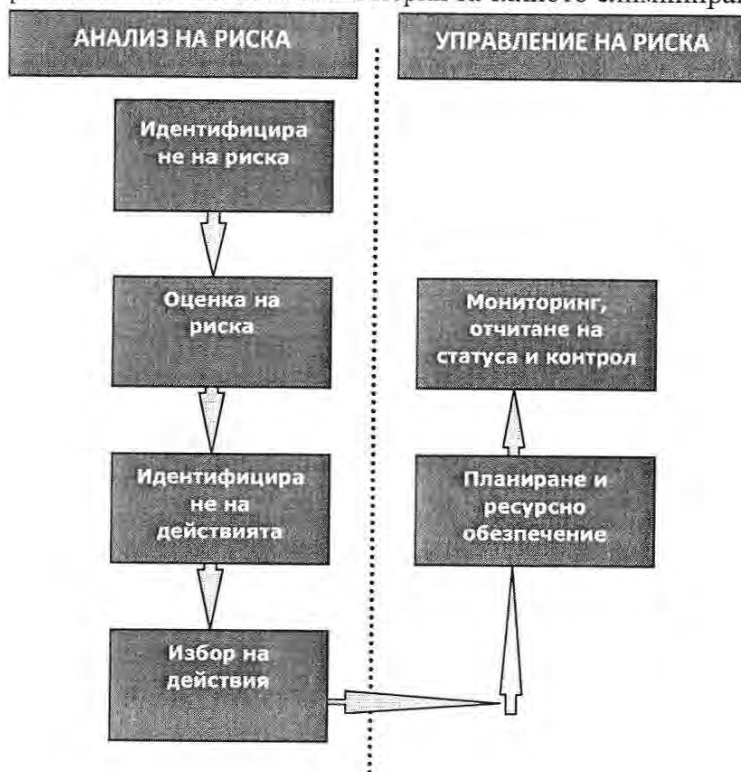 АНАЛИЗ НА РИСКА
УПРАВЛЕНИЕ НА РИСКА
Идентифицира
не на риска
Оценка на
риска
Идентифицира
не на
действията
Избор на
действия
Мониторинг,
отчитане на
статуса и контрол
Планиране и
ресурсно
обезпечение